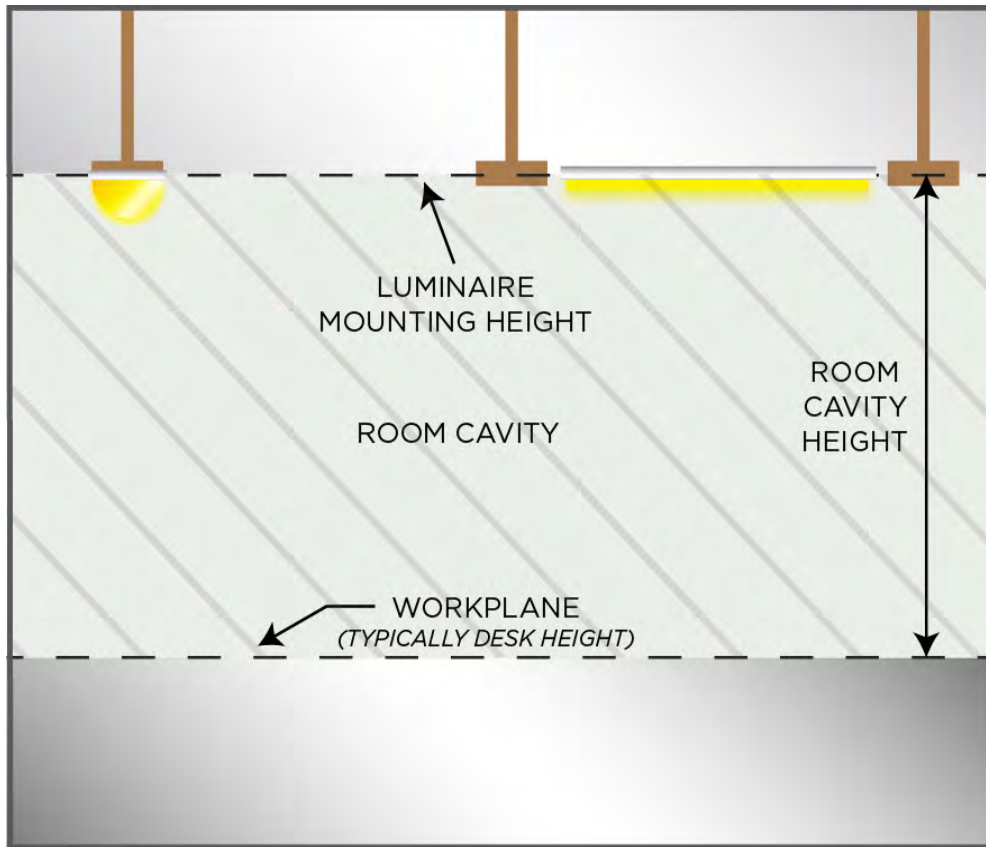 LUMINAIRE
MOUNTING HEIGHT
ROOM
CAVITY
HEIGHT
ROOM CAVITY
WORKPLANE
(TYPICALLY DESK HEIGHT)